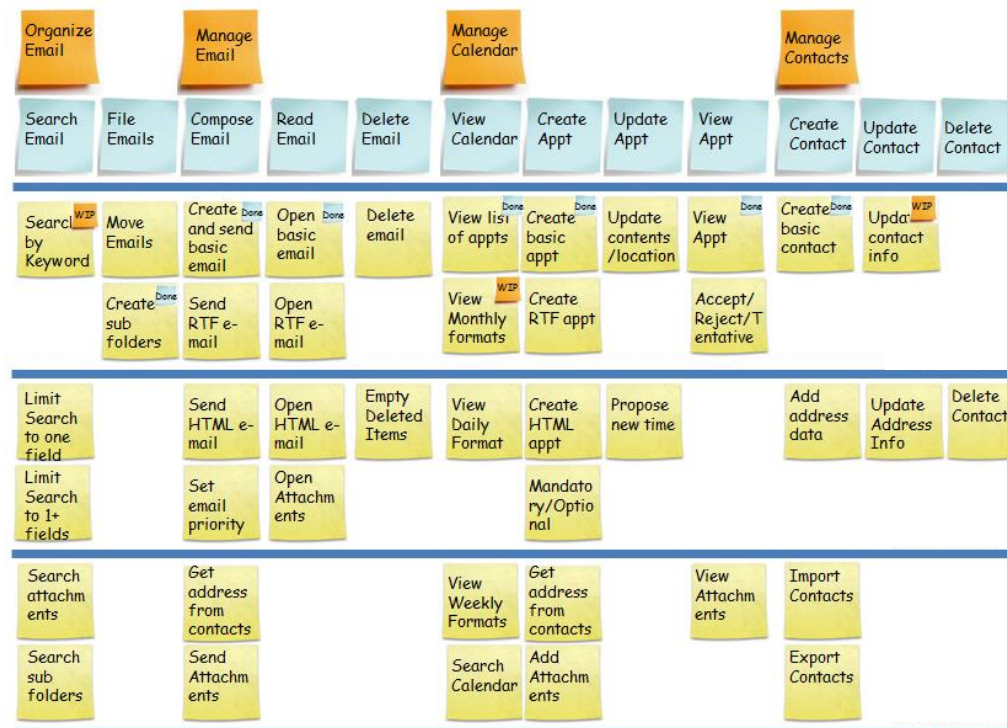 Organize
Email
Manage
Email
Manage
Calendar
Manage
Contacts
Search
Email
File
Emails
Compose
Email
Read
Email
Delete
Email
View
Calendar
Create
Appt
Update
Appt
View
Appt
Create
Contact
Update
Contact
Delete
Contact
Search
by
Keyword
WIP
Move
Emails
Create
and send
basic
email
Done
Open
basic
email
Done
Delete
email
View list
of appts
Done
Create
basic
appt
Done
Update
contents
/location
View
Appt
Done
Create
basic
contact
Done
Update
contact
info
WIP
Create
sub
folders
Done
Send
RTF e-
mail
Open
RTF e-
mail
View
Monthly
formats
WIP
Create
RTF appt
Accept/
Reject/T
entative
Limit
Search
to one
field
Send
HTML e-
mail
Open
HTML e-
mail
Empty
Deleted
Items
View
Daily
Format
Create
HTML
appt
Propose
new time
Add
address
data
Update
Address
Info
Delete
Contact
Limit
Search
to 1+
fields
Set
email
priority
Open
Attachm
ents
Mandato
ry/Optio
nal
Search
attachm
ents
Get
address
from
contacts
View
Weekly
Formats
Get
address
from
contacts
View
Attachm
ents
Import
Contacts
Search
sub
folders
Send
Attachm
ents
Search
Calendar
Add
Attachm
ents
Export
Contacts